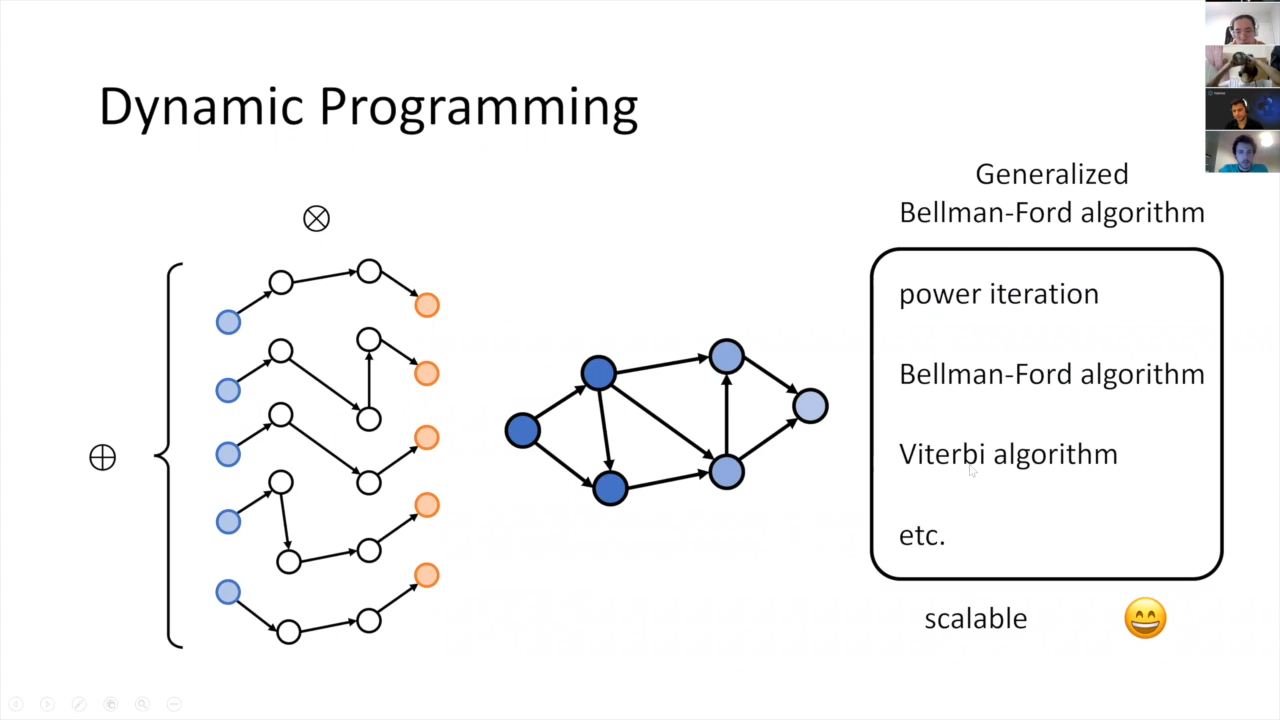 Dynamic Programming
⊗
⊕
Generalized
Bellman-Ford algorithm
power iteration
Bellman-Ford algorithm
Viterbi algorithm
etc.
scalable